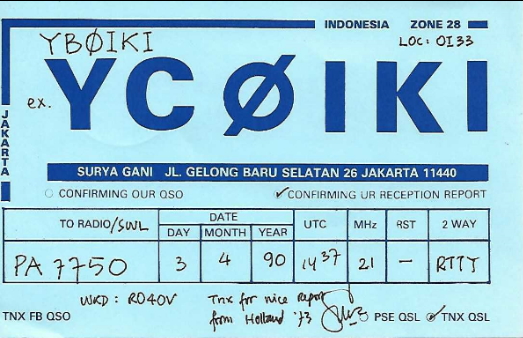 INDONESIA ZONE 28
YBØIKI
LOC: OI33
ex. YCØIKI
JAKARTA
SURYA GANI JL. GELONG BARU SELATAN 26 JAKARTA 11440
CONFIRMING OUR QSO ✓CONFIRMING UR RECEPTION REPORT
TO RADIO/SWL DATE UTC MHz RST 2 WAY
DAY MONTH YEAR
PA 7750 3 4 90 1437 21 — RTTY
WKD: RO4OV Tnx for nice report
from Holland '73
TNX FB QSO PSE QSL ✓ TNX QSL